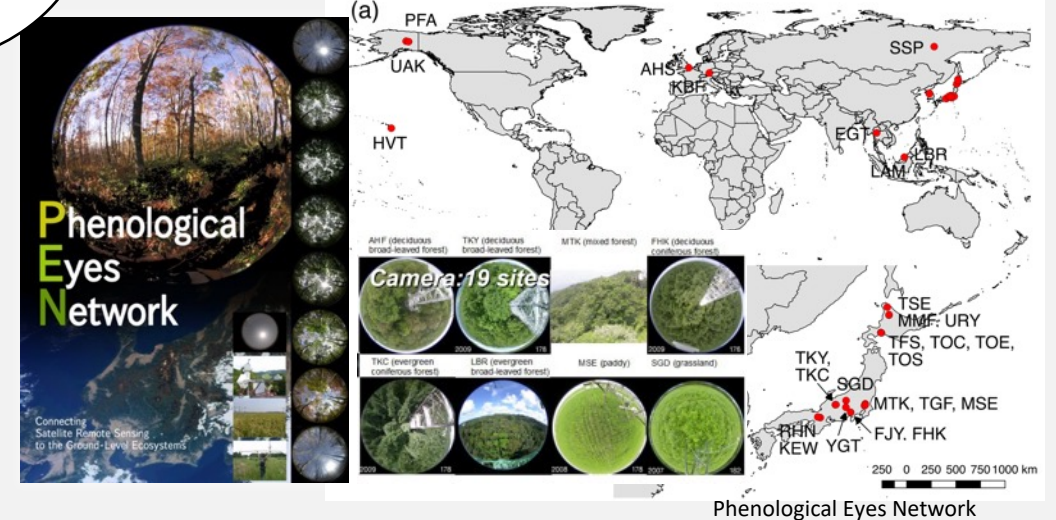 Phenological
Eyes
Network
Connecting
Satellite Remote Sensing
to the Ground-Level Ecosystems
(a)
PFA
UAK
HVT
AHS
KBF
SSP
EGT
LBR
LAM
AHF (deciduous
broad-leaved forest)
TKY (deciduous
broad-leaved forest)
MTK (mixed forest)
FHK (deciduous
coniferous forest)
Camera:19 sites
2009
178
2009
178
TKC (evergreen
coniferous forest)
LBR (evergreen
broad-leaved forest)
MSE (paddy)
SGD (grassland)
2009
178
2008
178
2007
182
TSE
MMF, URY
TFS, TOC, TOE,
TOS
TKY,
TKC
SGD
MTK, TGF, MSE
FJY, FHK
YGT
RHN
KEW
250 0 250 500 750 1000 km
Phenological Eyes Network